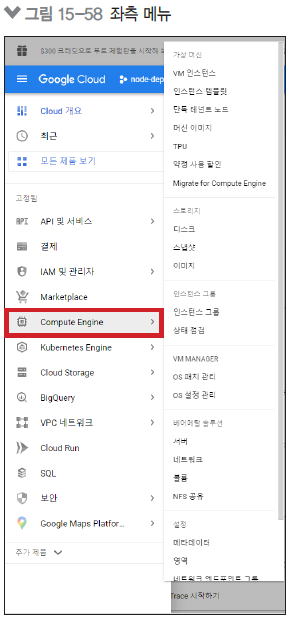 그림 15-58 좌측 메뉴
$300 크레딧으로 무료 체험판을 시작해
Google Cloud
node-dep
Cloud 개요
최근
모든 제품 보기
고정됨
API 및 서비스
결제
IAM 및 관리자
Marketplace
Compute Engine
Kubernetes Engine
Cloud Storage
BigQuery
VPC 네트워크
Cloud Run
SQL
보안
Google Maps Platfor...
추가 제품
가상 머신
VM 인스턴스
인스턴스 템플릿
단독 테넌트 노드
머신 이미지
TPU
약정 사용 할인
Migrate for Compute Engine
스토리지
디스크
스냅샷
이미지
인스턴스 그룹
인스턴스 그룹
상태 점검
VM MANAGER
OS 패치 관리
OS 설정 관리
베어메탈 솔루션
서버
네트워크
볼륨
NFS 공유
설정
메타데이터
영역
네트워크 엔드포인트 그룹
Trace 시작하기